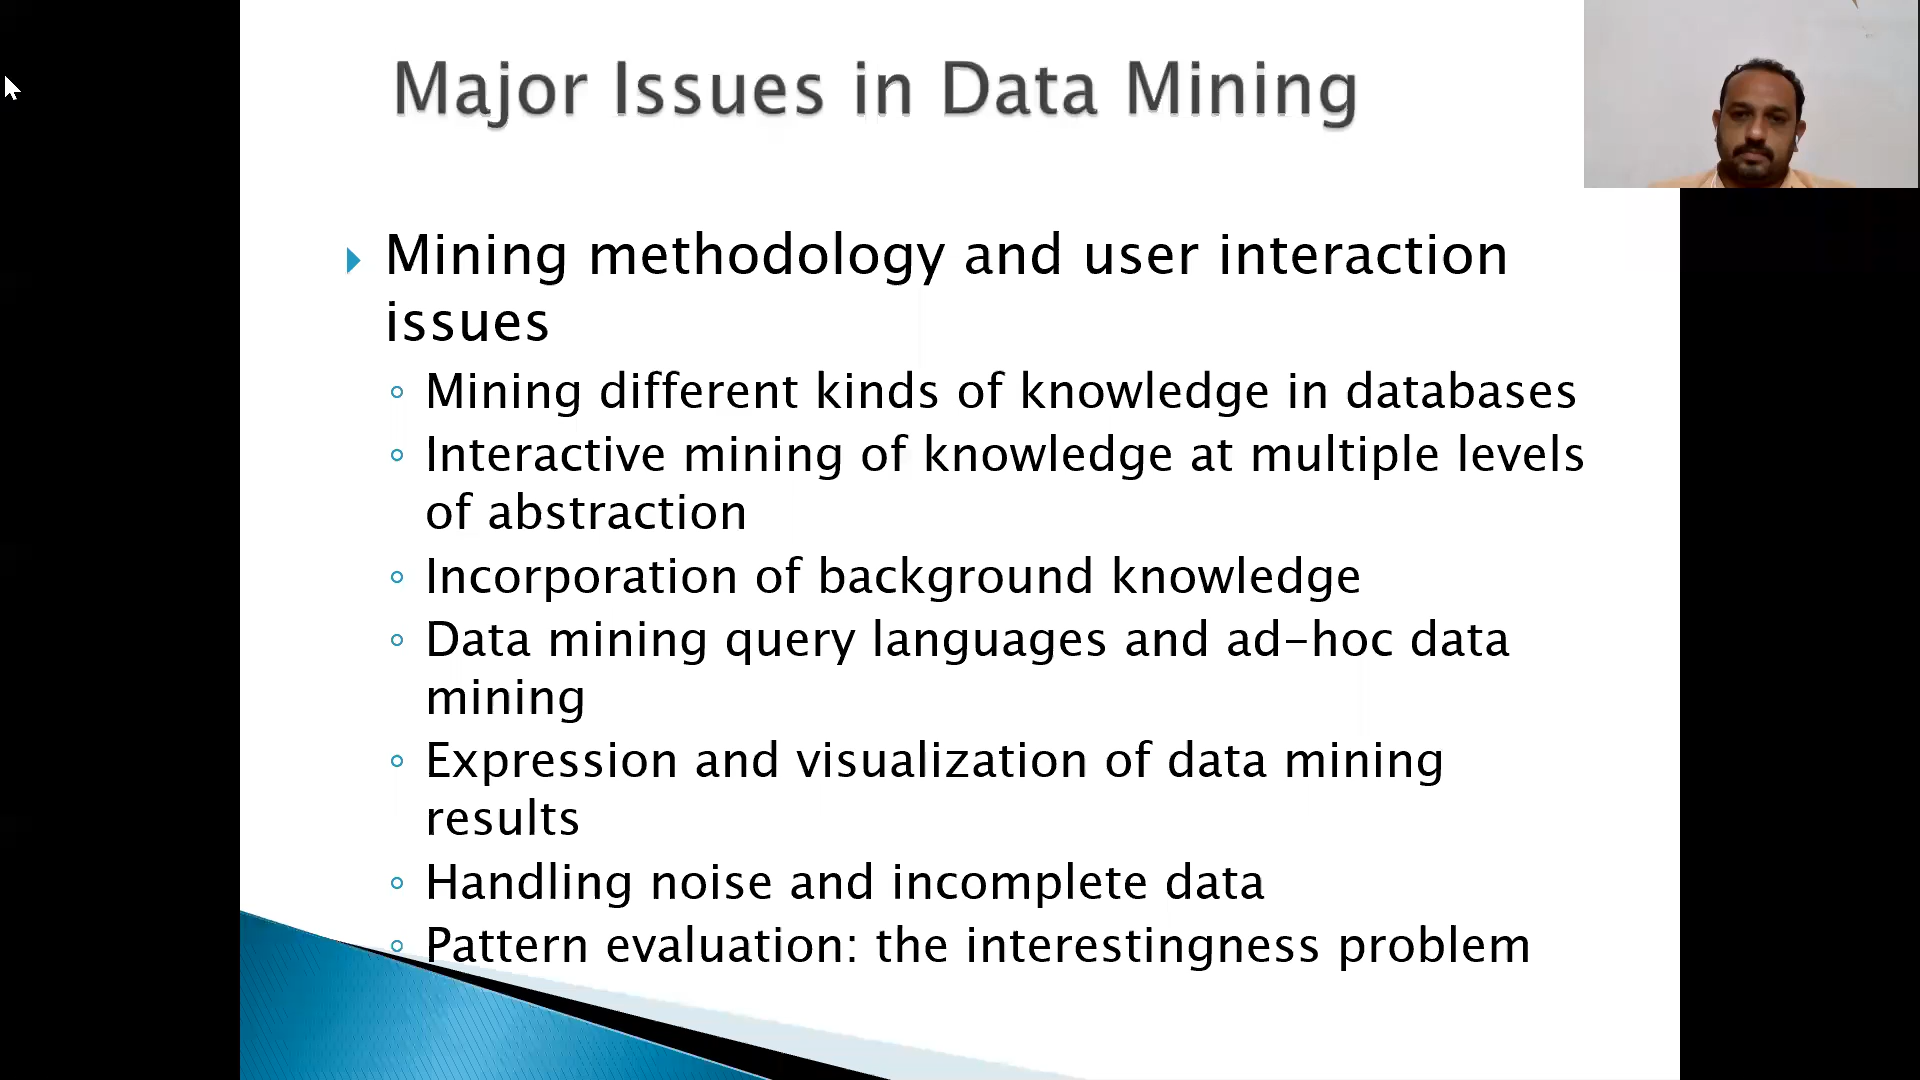 Major Issues in Data Mining
Mining methodology and user interaction
issues
Mining different kinds of knowledge in databases
Interactive mining of knowledge at multiple levels
of abstraction
Incorporation of background knowledge
Data mining query languages and ad-hoc data
mining
Expression and visualization of data mining
results
Handling noise and incomplete data
Pattern evaluation: the interestingness problem